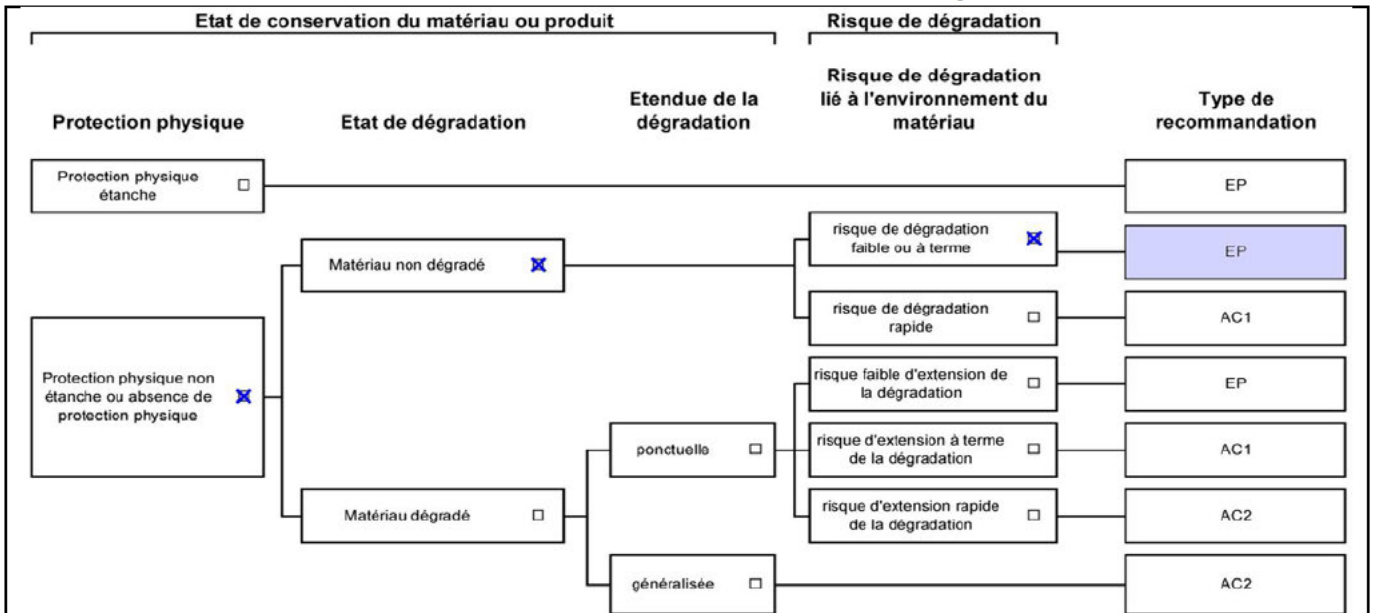 Etat de conservation du matériau ou produit
Risque de dégradation
Protection physique
Etat de dégradation
Etendue de la
dégradation
Risque de dégradation
lié à l'environnement du
matériau
Type de
recommandation
Protection physique
étanche
EP
Protection physique non
étanche ou absence de
protection physique
Matériau non dégradé
risque de dégradation
faible ou à terme
EP
risque de dégradation
rapide
AC1
Matériau dégradé
ponctuelle
risque faible d'extension de
la dégradation
EP
risque d'extension à terme
de la dégradation
AC1
risque d'extension rapide
de la dégradation
AC2
généralisée
AC2